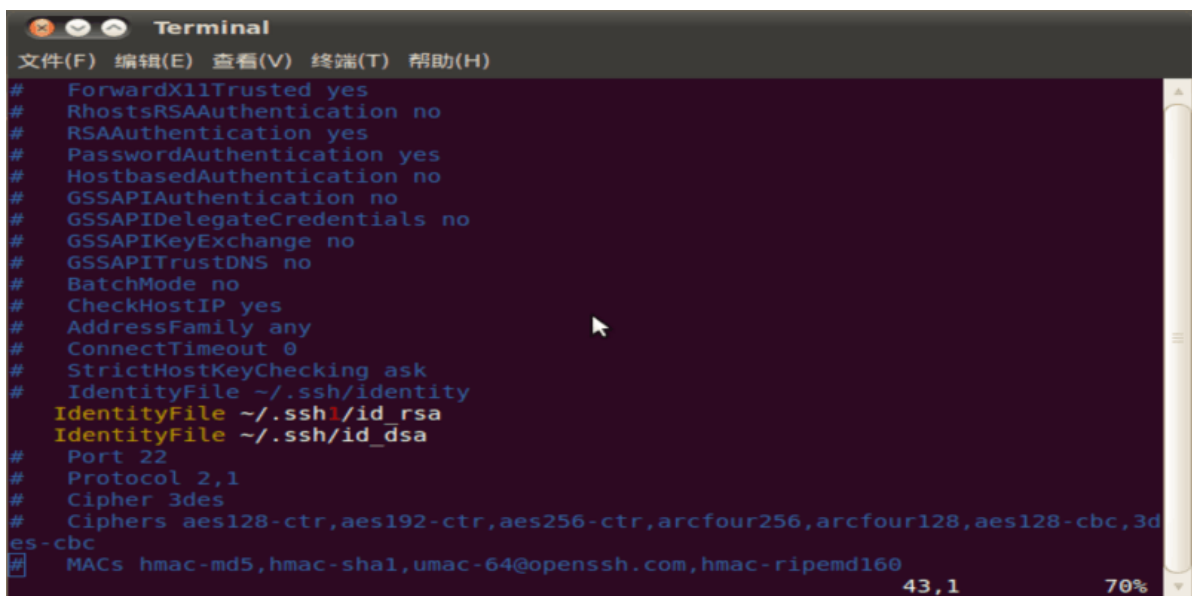 Terminal
文件(F) 编辑(E) 查看(V) 终端(T) 帮助(H)
#   ForwardX11Trusted yes
#   RhostsRSAAuthentication no
#   RSAAuthentication yes
#   PasswordAuthentication yes
#   HostbasedAuthentication no
#   GSSAPIAuthentication no
#   GSSAPIDelegateCredentials no
#   GSSAPIKeyExchange no
#   GSSAPITrustDNS no
#   BatchMode no
#   CheckHostIP yes
#   AddressFamily any
#   ConnectTimeout 0
#   StrictHostKeyChecking ask
#   IdentityFile ~/.ssh/identity
   IdentityFile ~/.ssh1/id_rsa
   IdentityFile ~/.ssh/id_dsa
#   Port 22
#   Protocol 2,1
#   Cipher 3des
#   Ciphers aes128-ctr,aes192-ctr,aes256-ctr,arcfour256,arcfour128,aes128-cbc,3d
es-cbc
#   MACs hmac-md5,hmac-sha1,umac-64@openssh.com,hmac-ripemd160
43,1 70%